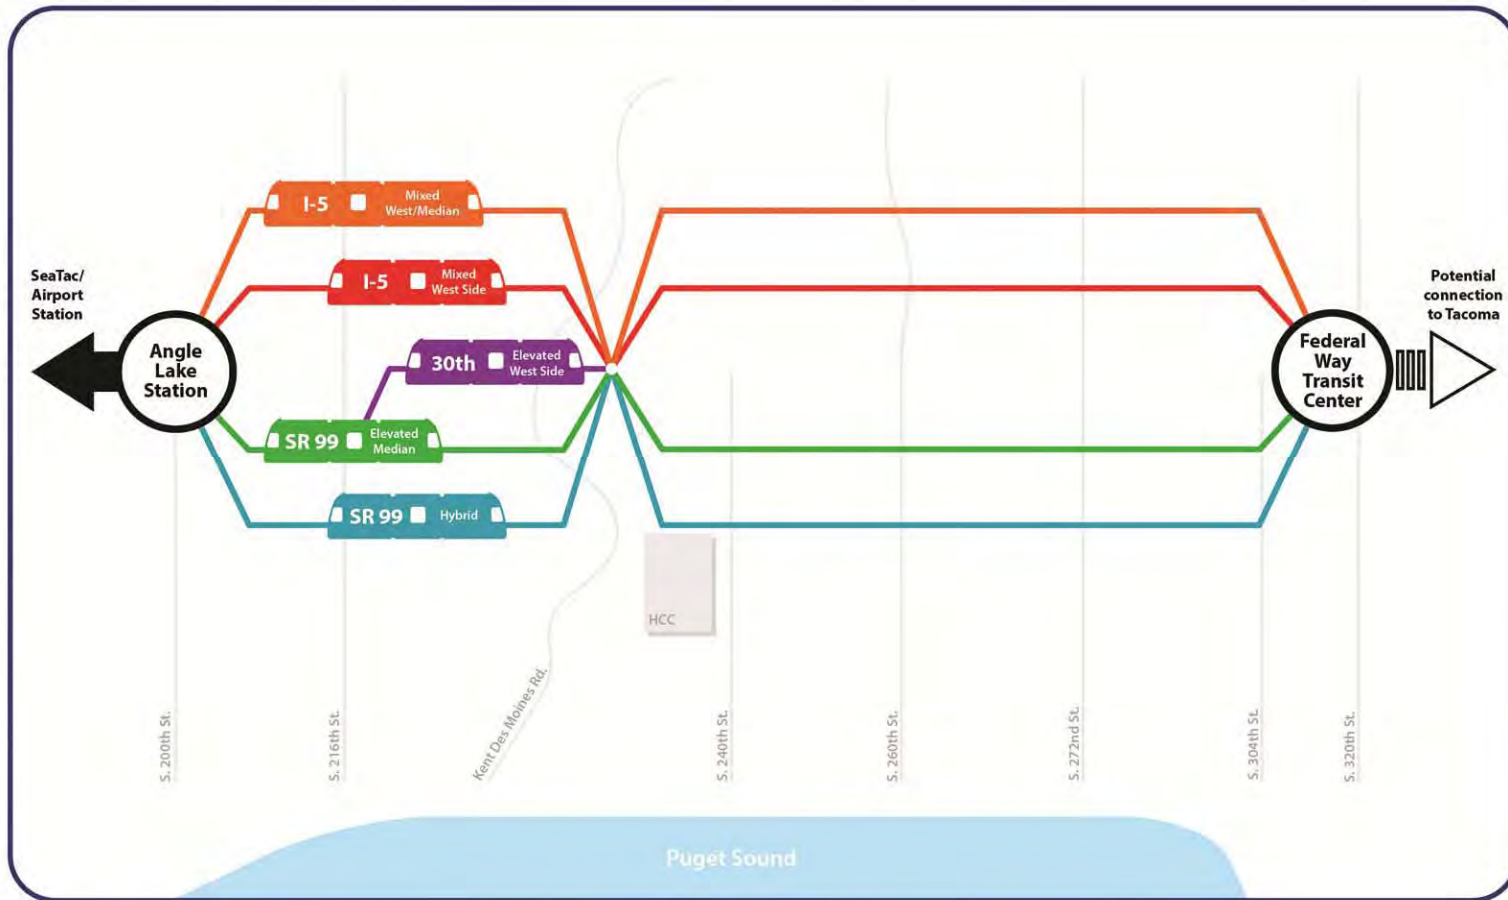 I-5
Mixed
West/Median
SeaTac/
Airport
Station
I-5
Mixed
West Side
Potential
connection
to Tacoma
Angle
Lake
Station
30th
Elevated
West Side
Federal
Way
Transit
Center
SR 99
Elevated
Median
SR 99
Hybrid
HCC
S. 200th St.
S. 216th St.
Kent Des Moines Rd.
S. 240th St.
S. 260th St.
S. 272nd St.
S. 304th St.
S. 320th St.
Puget Sound